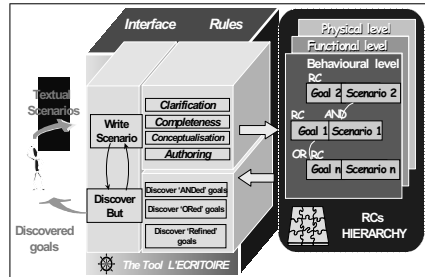 Interface Rules
Physical level
Functional level
Behavioural level
Textual
Scenarios
Write
Scenario
Discover
But
Discovered
goals
Clarification
Completeness
Conceptualisation
Authoring
Discover 'ANDed' goals
Discover 'ORed' goals
Discover 'Refined'
goals
The Tool L'ECRITOIRE
RC
Goal 2 Scenario 2
AND
RC
Goal 1 Scenario 1
OR RC
Goal n Scenario n
RCs
HIERARCHY